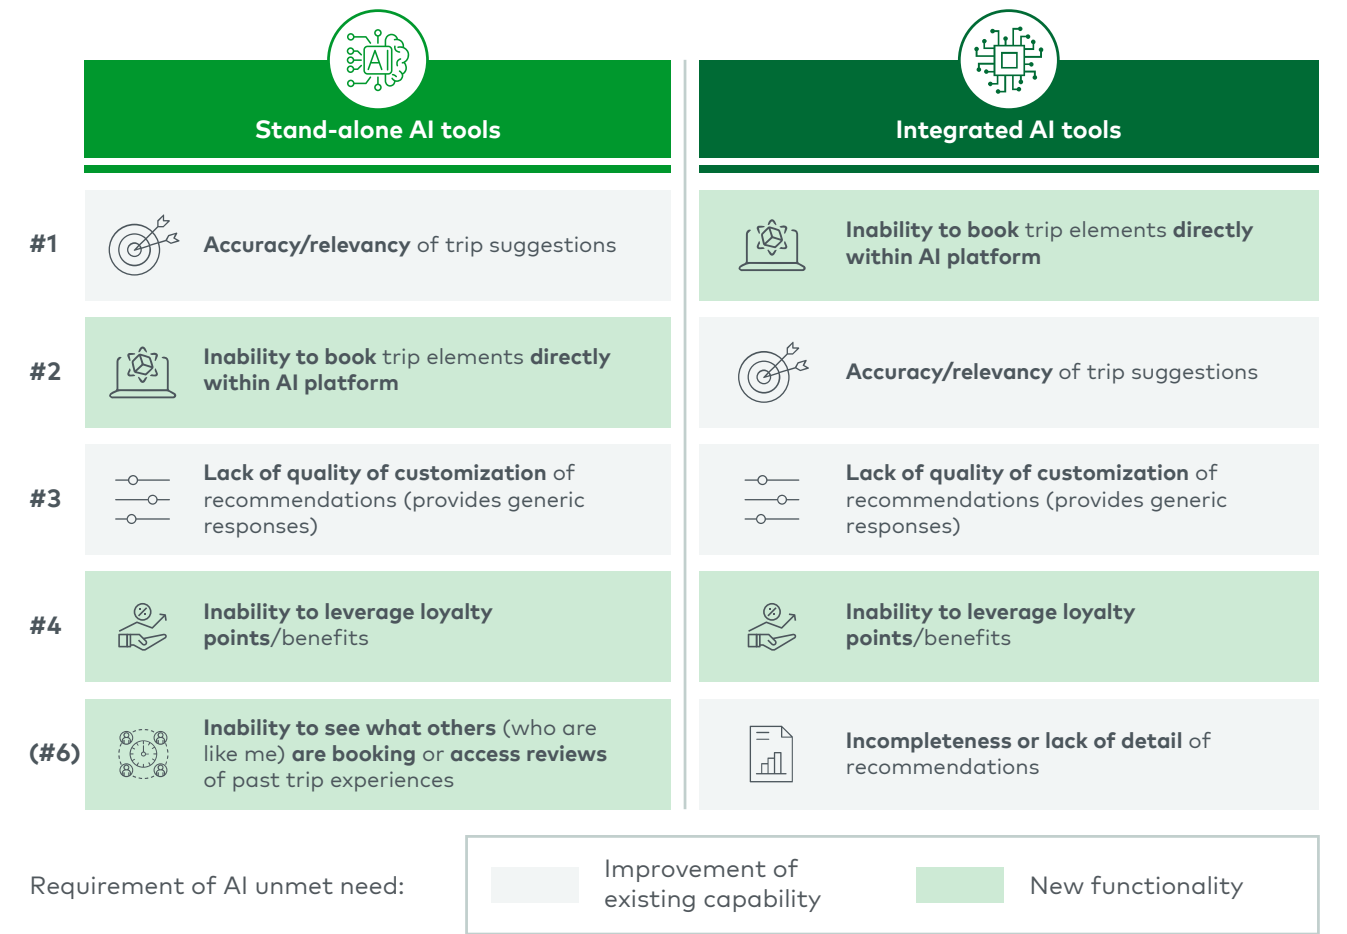 AI
Stand-alone AI tools
Integrated AI tools
#1
Accuracy/relevancy of trip suggestions
Inability to book trip elements directly
within AI platform
#2
Inability to book trip elements directly
within AI platform
Accuracy/relevancy of trip suggestions
#3
Lack of quality of customization of
recommendations (provides generic
responses)
Lack of quality of customization of
recommendations (provides generic
responses)
#4
Inability to leverage loyalty
points/benefits
Inability to leverage loyalty
points/benefits
(#6)
Inability to see what others (who are
like me) are booking or access reviews
of past trip experiences
Incompleteness or lack of detail of
recommendations
Requirement of AI unmet need:
Improvement of
existing capability
New functionality